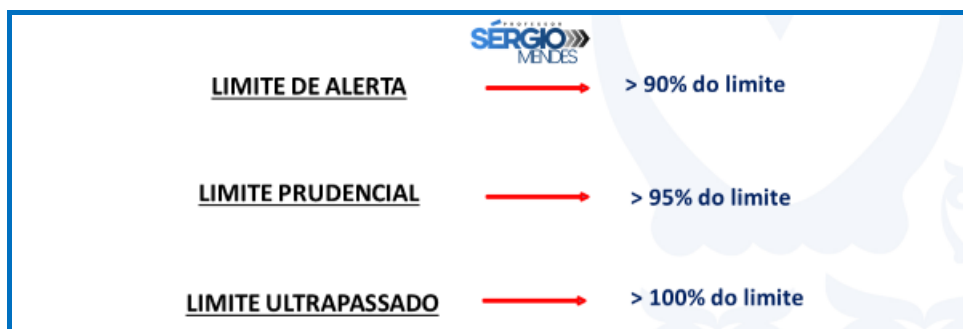 PROFESSOR
SÉRGIO
MENDES
LIMITE DE ALERTA > 90% do limite
LIMITE PRUDENCIAL > 95% do limite
LIMITE ULTRAPASSADO > 100% do limite